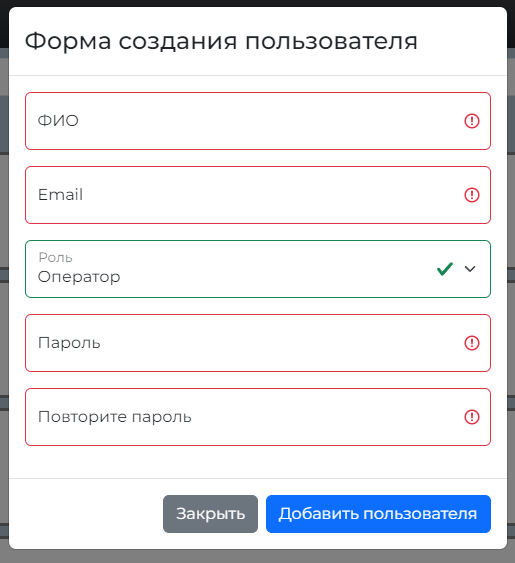 Форма создания пользователя
ФИО
Email
Роль
Оператор
Пароль
Повторите пароль
Закрыть
Добавить пользователя